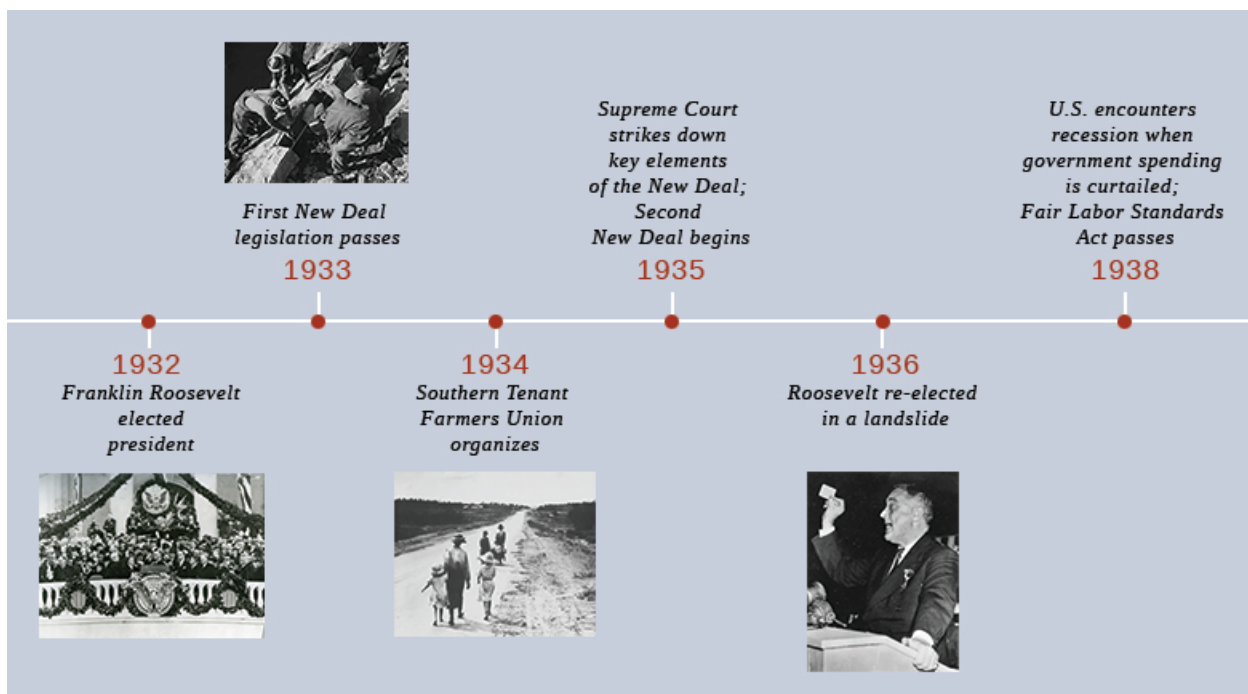 1932
Franklin Roosevelt
elected
president
First New Deal
legislation passes
1933
1934
Southern Tenant
Farmers Union
organizes
Supreme Court
strikes down
key elements
of the New Deal;
Second
New Deal begins
1935
1936
Roosevelt re-elected
in a landslide
U.S. encounters
recession when
government spending
is curtailed;
Fair Labor Standards
Act passes
1938